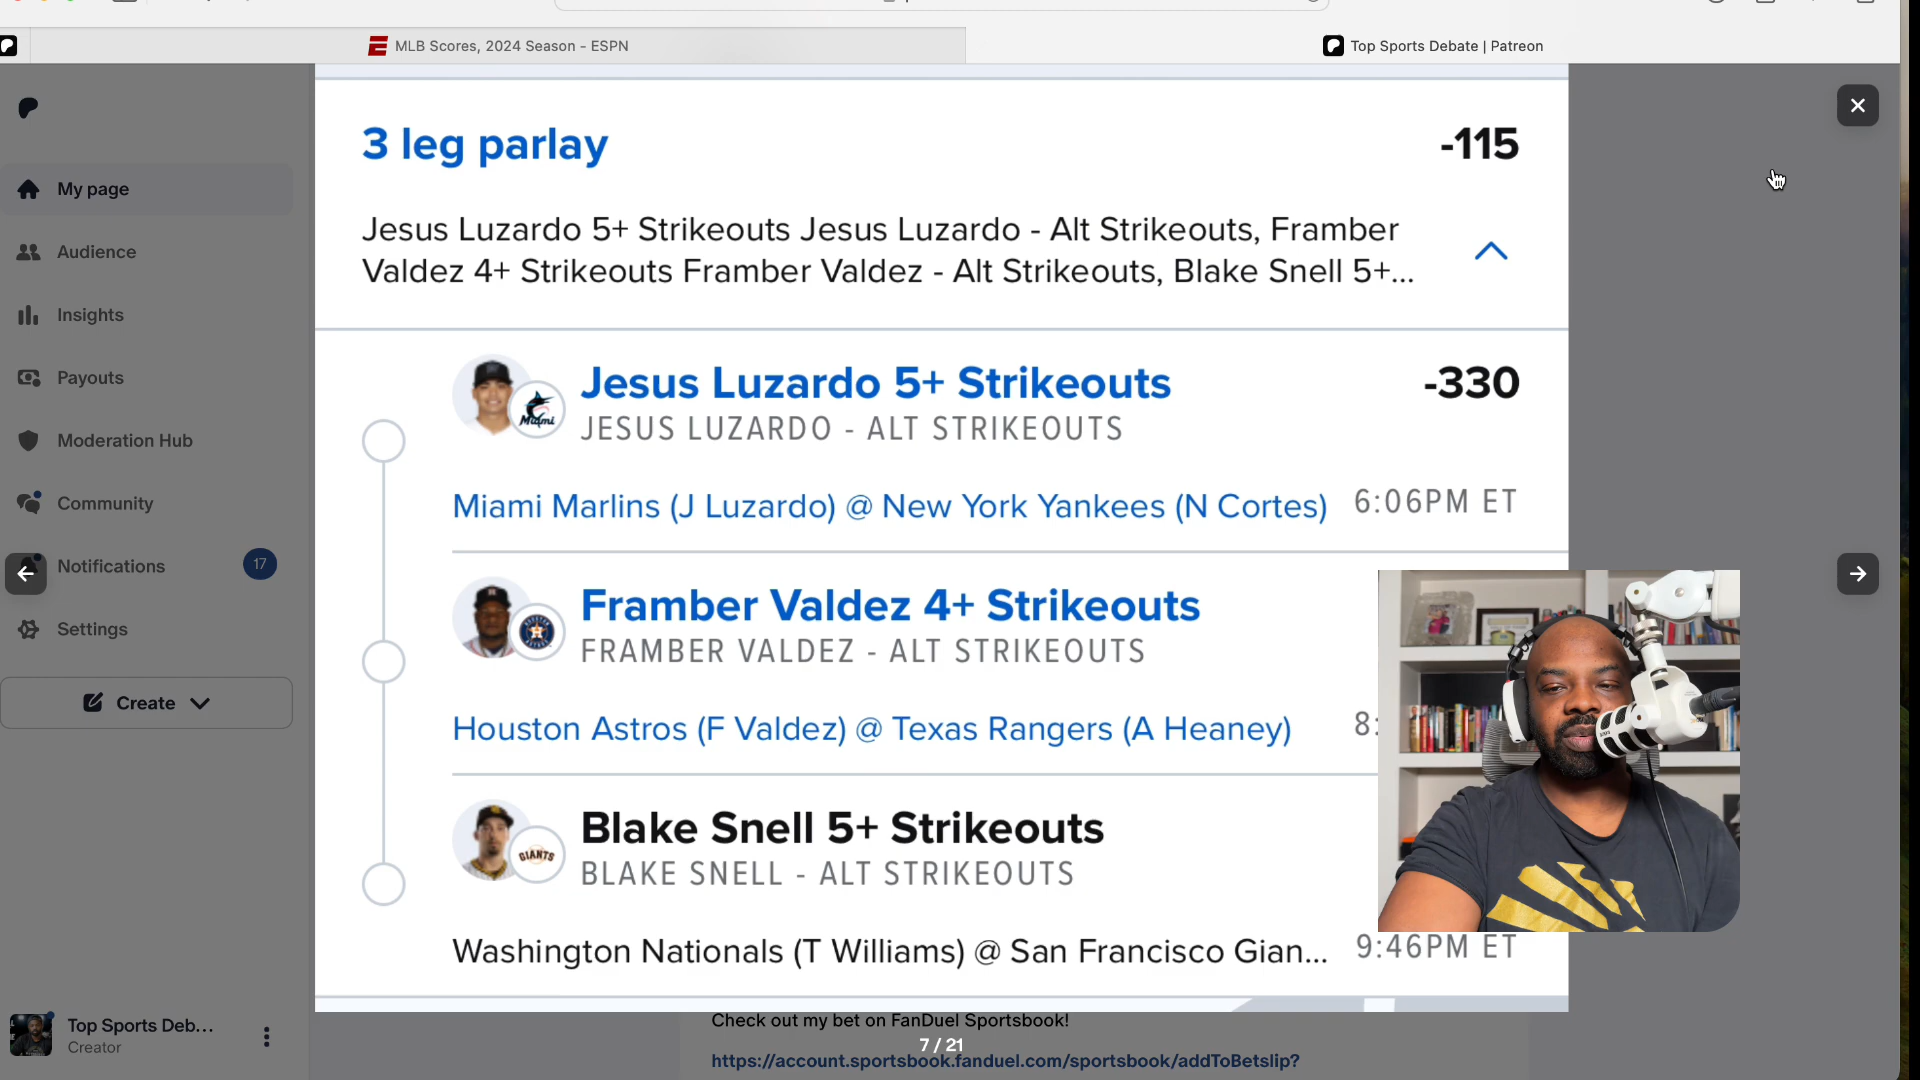 MLB Scores, 2024 Season - ESPN
Top Sports Debate | Patreon
3 leg parlay
-115
Jesus Luzardo 5+ Strikeouts Jesus Luzardo - Alt Strikeouts, Framber
Valdez 4+ Strikeouts Framber Valdez - Alt Strikeouts, Blake Snell 5+...
My page
Audience
Insights
Payouts
Moderation Hub
Community
Notifications
17
Settings
Create
Jesus Luzardo 5+ Strikeouts
-330
JESUS LUZARDO - ALT STRIKEOUTS
Miami
Miami Marlins (J Luzardo) @ New York Yankees (N Cortes)
6:06PM ET
Framber Valdez 4+ Strikeouts
FRAMBER VALDEZ - ALT STRIKEOUTS
Houston Astros (F Valdez) @ Texas Rangers (A Heaney)
8:
Blake Snell 5+ Strikeouts
GIANTS
BLAKE SNELL - ALT STRIKEOUTS
Washington Nationals (T Williams) @ San Francisco Gian...
9:46PM ET
Top Sports Deb...
Creator
Check out my bet on FanDuel Sportsbook!
7 / 21
https://account.sportsbook.fanduel.com/sportsbook/addToBetslip?